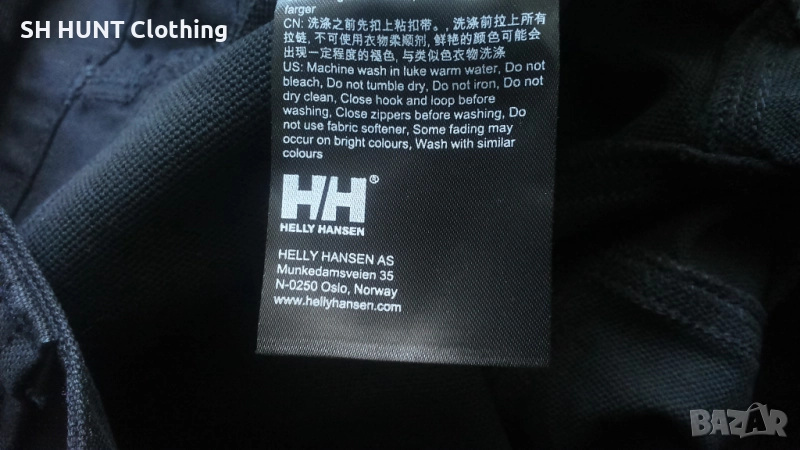 SH HUNT Clothing
farger
CN: 洗涤之前先扣上粘扣带。, 洗涤前拉上所有
拉链, 不可使用衣物柔顺剂, 鲜艳的颜色可能会
出现一定程度的褪色, 与类似色衣物洗涤
US: Machine wash in luke warm water, Do not
bleach, Do not tumble dry, Do not iron, Do not
dry clean, Close hook and loop before
washing, Close zippers before washing, Do
not use fabric softener, Some fading may
occur on bright colours, Wash with similar
colours
HH®
HELLY HANSEN
HELLY HANSEN AS
Munkedamsveien 35
N-0250 Oslo, Norway
www.hellyhansen.com
BAZAR